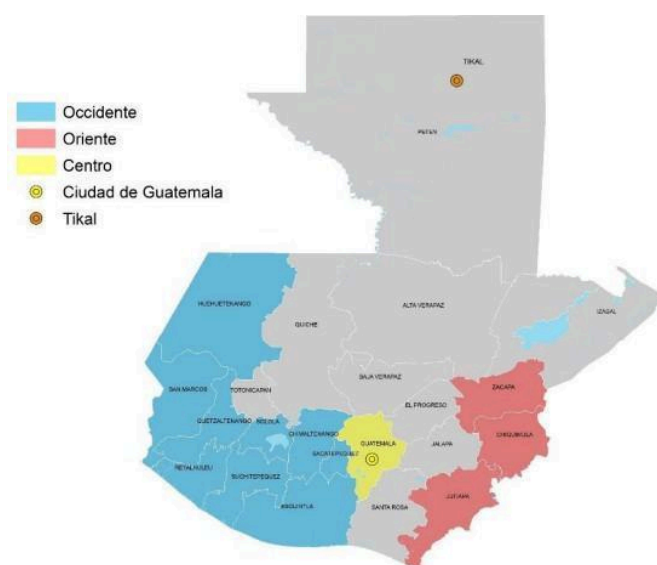 TIKAL
Occidente
Oriente
Centro
Ciudad de Guatemala
Tikal
PETEN
HUEHUETENANGO
QUICHE
ALTA VERAPAZ
IZABAL
SAN MARCOS
TOTONICAPAN
BAJA VERAPAZ
ZACAPA
QUETZALTENANGO
SOLOLA
EL PROGRESO
CHIMALTENANGO
GUATEMALA
JALAPA
CHIQUIMULA
SACATEPEQUEZ
RETALHULEU
SUCHITEPEQUEZ
JUTIAPA
ESCUINTLA
SANTA ROSA